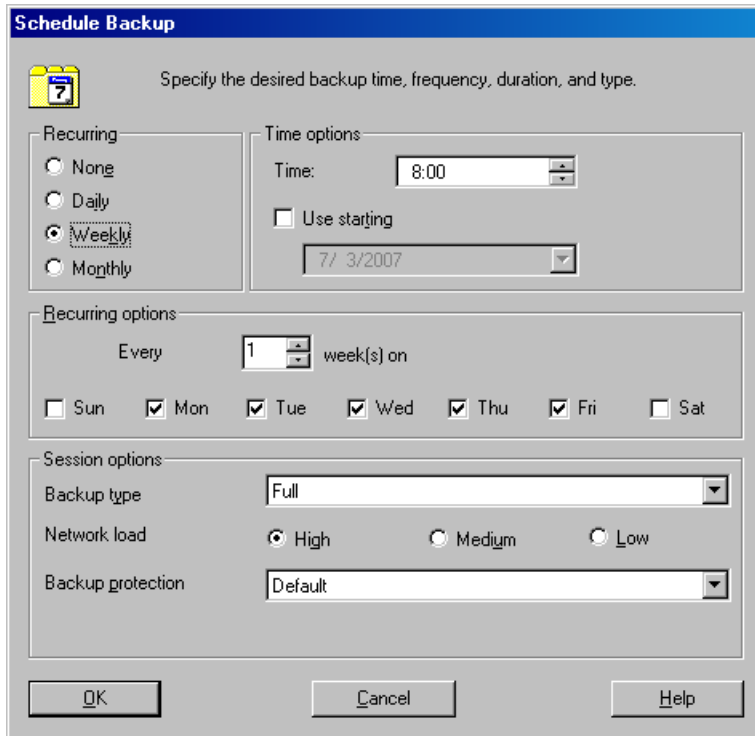 Schedule Backup
7
Specify the desired backup time, frequency, duration, and type.
Recurring
None
Daily
Weekly
Monthly
Time options
Time: 8:00
Use starting
7/ 3/2007
Recurring options
Every 1 week(s) on
Sun Mon Tue Wed Thu Fri Sat
Session options
Backup type Full
Network load High Medium Low
Backup protection Default
OK Cancel Help